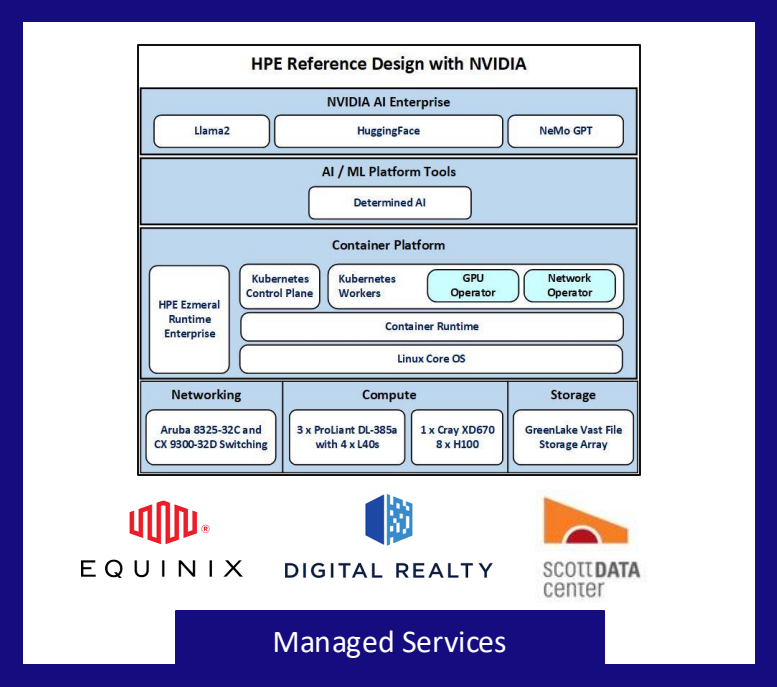 HPE Reference Design with NVIDIA
NVIDIA AI Enterprise
Llama2
HuggingFace
NeMo GPT
AI / ML Platform Tools
Determined AI
Container Platform
HPE Ezmeral
Runtime
Enterprise
Kubernetes
Control Plane
Kubernetes
Workers
GPU
Operator
Network
Operator
Container Runtime
Linux Core OS
Networking
Aruba 8325-32C and
CX 9300-32D Switching
Compute
3 x ProLiant DL-385a
with 4 x L40s
1 x Cray XD670
8 x H100
Storage
GreenLake Vast File
Storage Array
®
EQUINIX
DIGITAL REALTY
SCOTT DATA
center
Managed Services